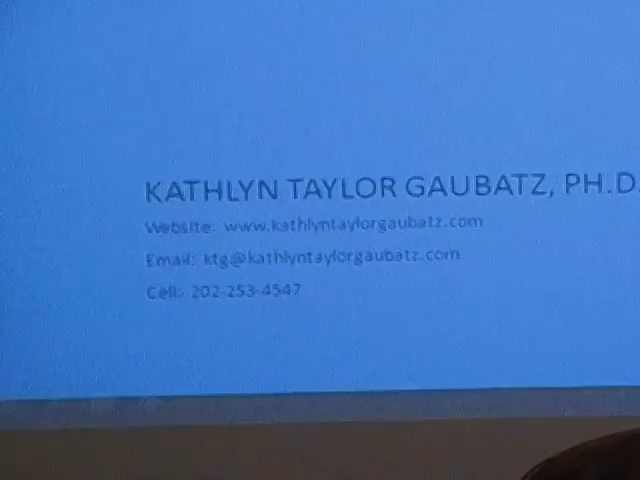 KATHLYN TAYLOR GAUBATZ, PH.D.
Website: www.kathlyntaylorgaubatz.com
Email: ktg@kathlyntaylorgaubatz.com
Cell: 202-253-4547